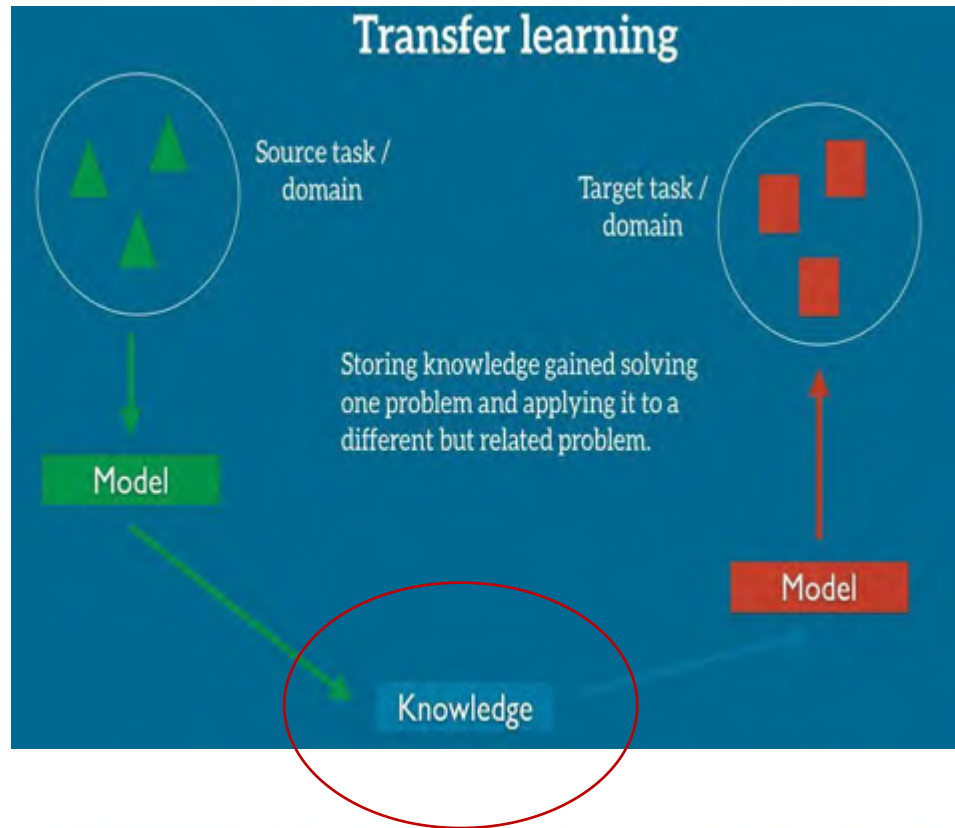 Transfer learning
Source task /
domain
Target task /
domain
Storing knowledge gained solving
one problem and applying it to a
different but related problem.
Model
Model
Knowledge